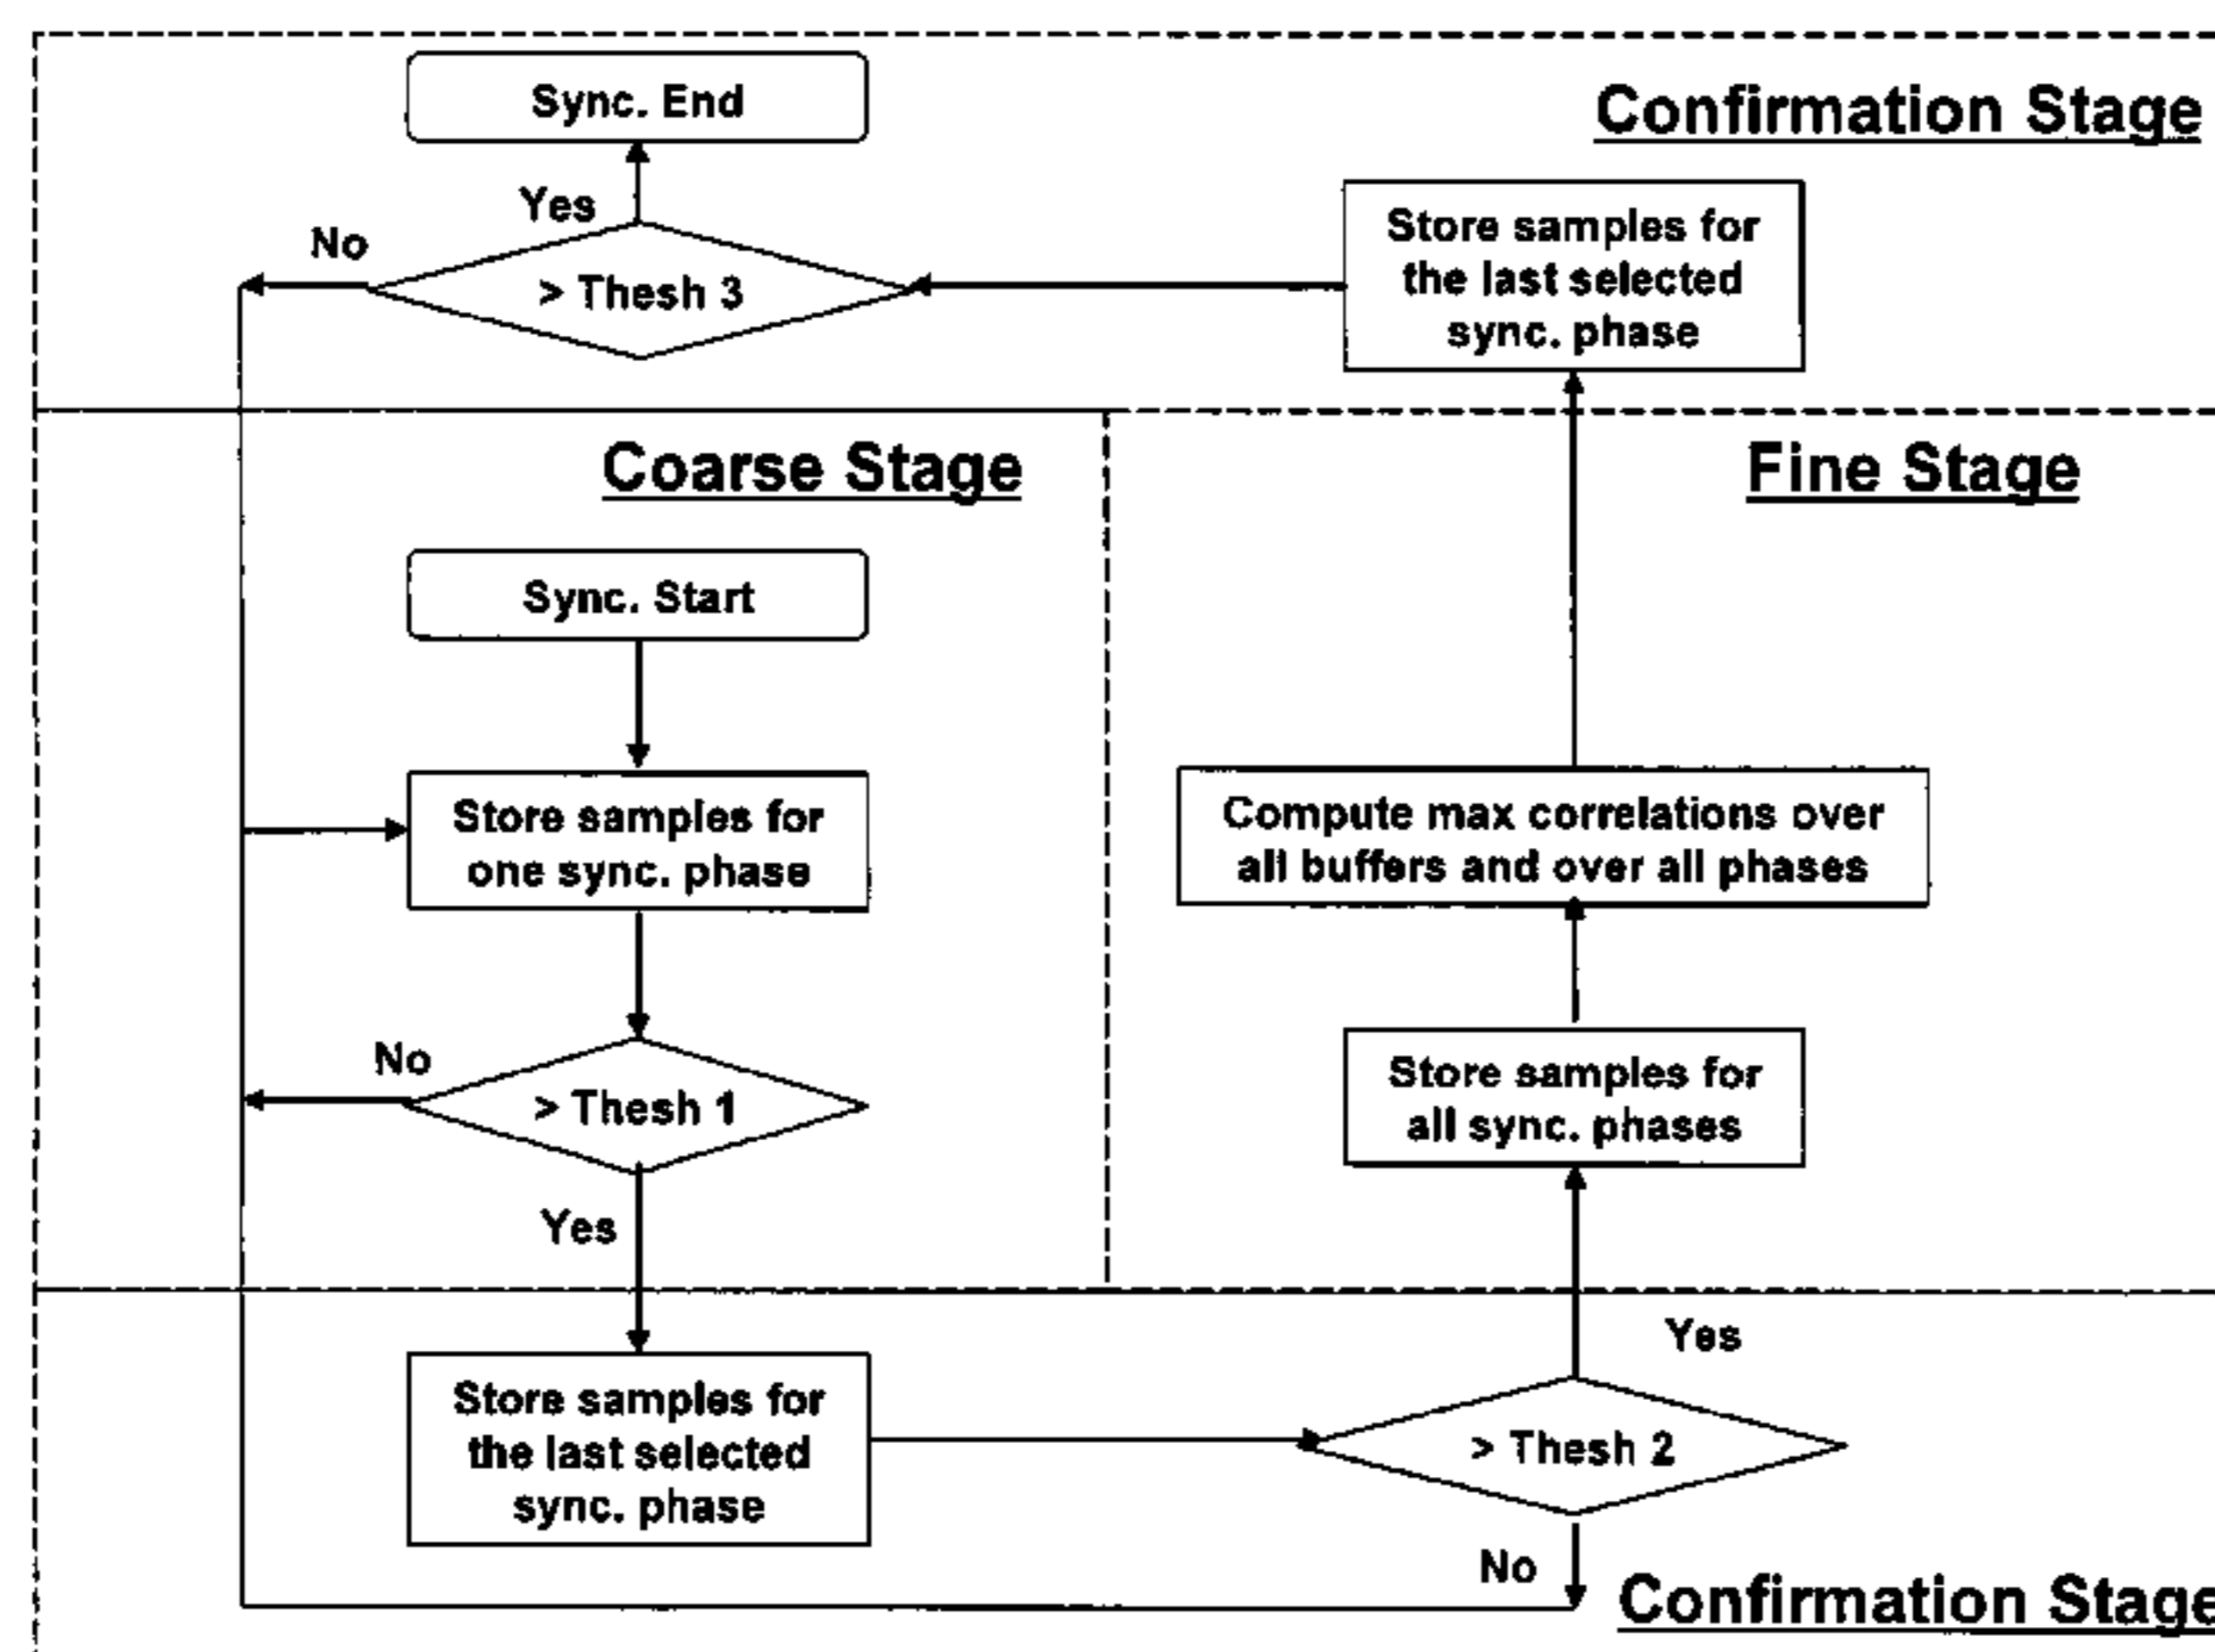 Sync. End
Confirmation Stage
Yes
No
> Thesh 3
Store samples for
the last selected
sync. phase
Coarse Stage
Fine Stage
Sync. Start
Store samples for
one sync. phase
Compute max correlations over
all buffers and over all phases
No
> Thesh 1
Store samples for
all sync. phases
Yes
Yes
Store samples for
the last selected
sync. phase
> Thesh 2
No
Confirmation Stage